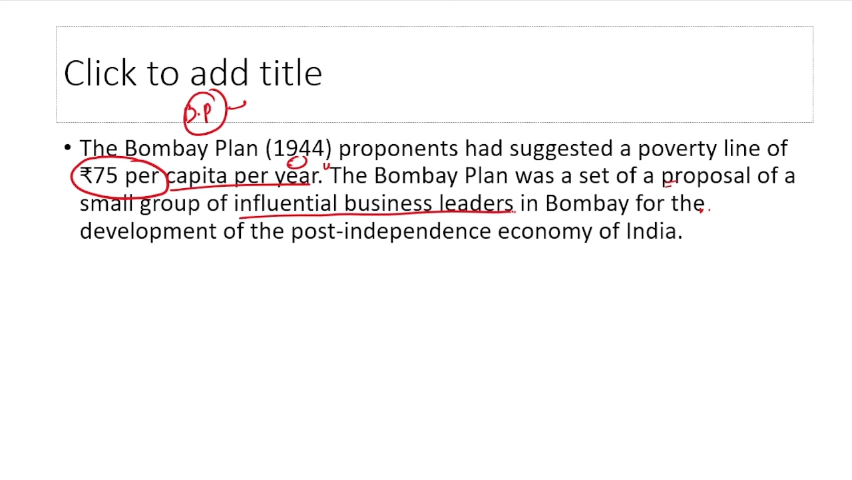 Click to add title
B.P
• The Bombay Plan (1944) proponents had suggested a poverty line of
₹75 per capita per year. The Bombay Plan was a set of a proposal of a
small group of influential business leaders in Bombay for the
development of the post-independence economy of India.